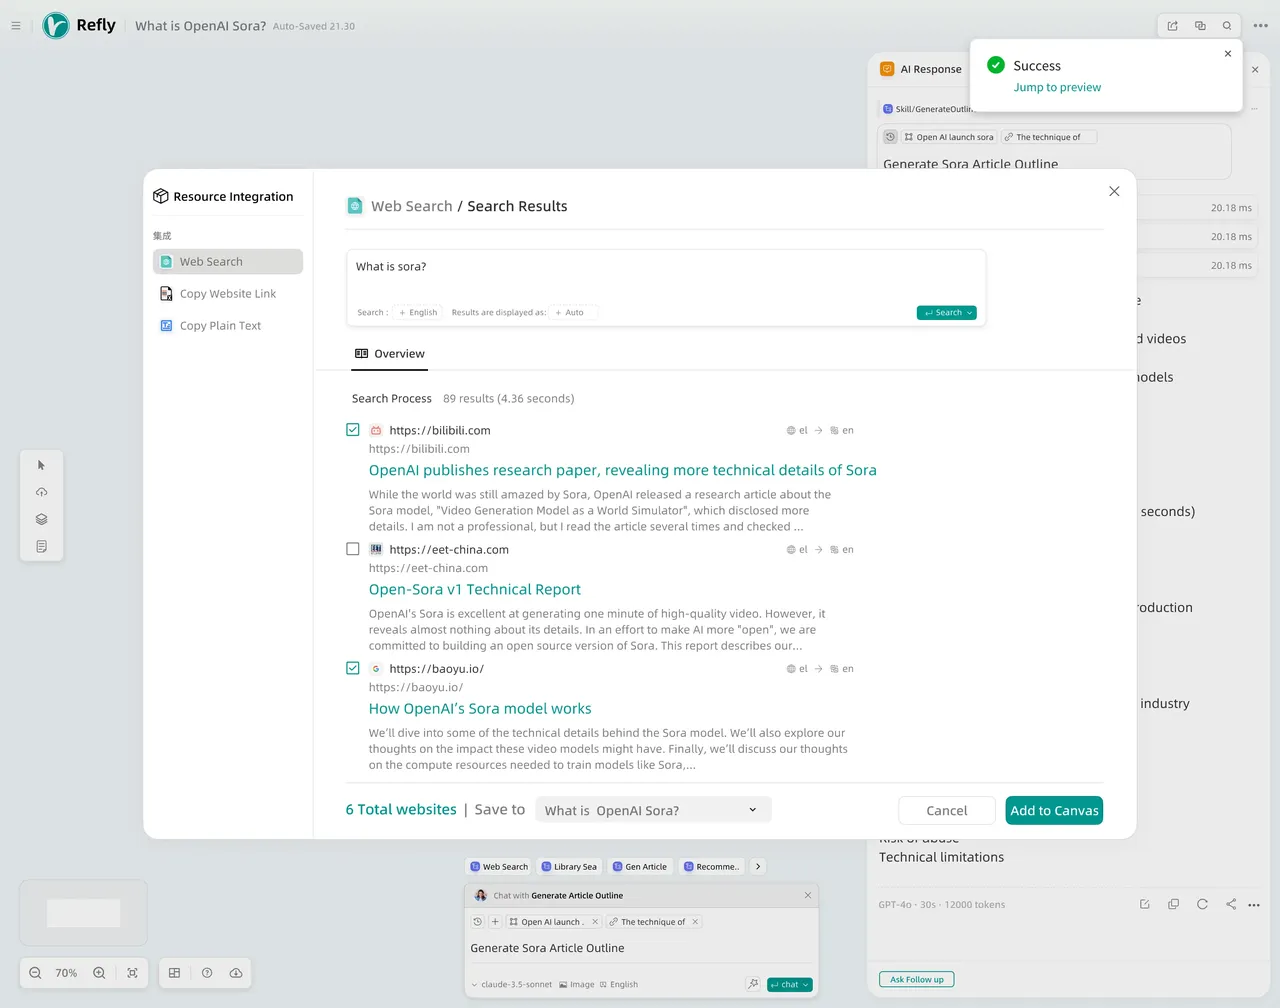 Refly What is OpenAI Sora? Auto-Saved 21.30
Success
Jump to preview
AI Response
Skill/GenerateOutlin
Open AI launch sora The technique of
Generate Sora Article Outline
20.18 ms
20.18 ms
20.18 ms
e
d videos
nodels
seconds)
roduction
industry
Technical limitations
GPT-4o · 30s · 12000 tokens
Ask Follow up
Resource Integration
集成
Web Search
Copy Website Link
Copy Plain Text
Web Search / Search Results
What is sora?
Search : + English Results are displayed as: + Auto
Search
Overview
Search Process 89 results (4.36 seconds)
https://bilibili.com el → en
https://bilibili.com
OpenAI publishes research paper, revealing more technical details of Sora
While the world was still amazed by Sora, OpenAI released a research article about the
Sora model, "Video Generation Model as a World Simulator", which disclosed more
details. I am not a professional, but I read the article several times and checked ...
https://eet-china.com el → en
https://eet-china.com
Open-Sora v1 Technical Report
OpenAI's Sora is excellent at generating one minute of high-quality video. However, it
reveals almost nothing about its details. In an effort to make AI more "open", we are
committed to building an open source version of Sora. This report describes our...
https://baoyu.io/ el → en
https://baoyu.io/
How OpenAI's Sora model works
We'll dive into some of the technical details behind the Sora model. We'll also explore our
thoughts on the impact these video models might have. Finally, we'll discuss our thoughts
on the compute resources needed to train models like Sora,...
6 Total websites | Save to What is OpenAI Sora?
Cancel
Add to Canvas
Web Search Library Sea Gen Article Recomme..
Chat with Generate Article Outline
Open AI launch . The technique of
Generate Sora Article Outline
claude-3.5-sonnet Image English
chat
70%